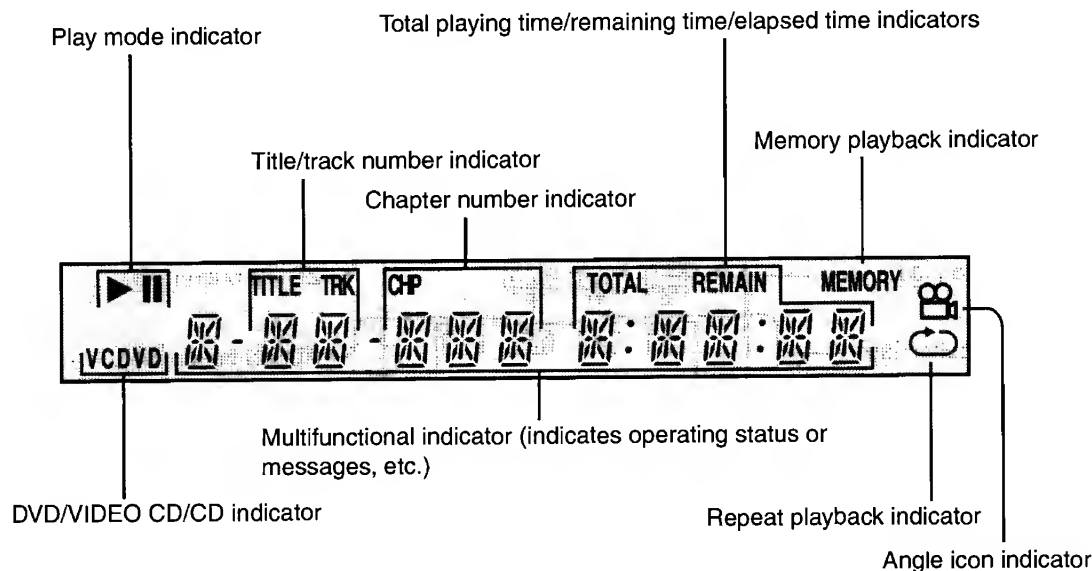 Total playing time/remaining time/elapsed time indicators
Play mode indicator
Memory playback indicator
Title/track number indicator
Chapter number indicator
TITLE TRK CHP TOTAL REMAIN MEMORY
VCDVD
Multifunctional indicator (indicates operating status or
messages, etc.)
DVD/VIDEO CD/CD indicator
Repeat playback indicator
Angle icon indicator